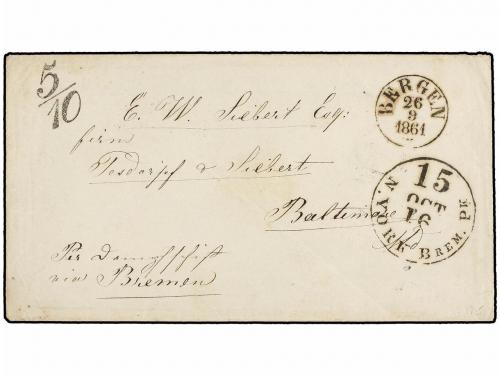 5/10
E. W. Siebert Esq:
firm
Tesdorpf & Siebert
Baltimore
Md
Per Dampfschiff
via Bremen
BERGEN
26
9
1861
N. YORK BREM. PK
15
OCT
16